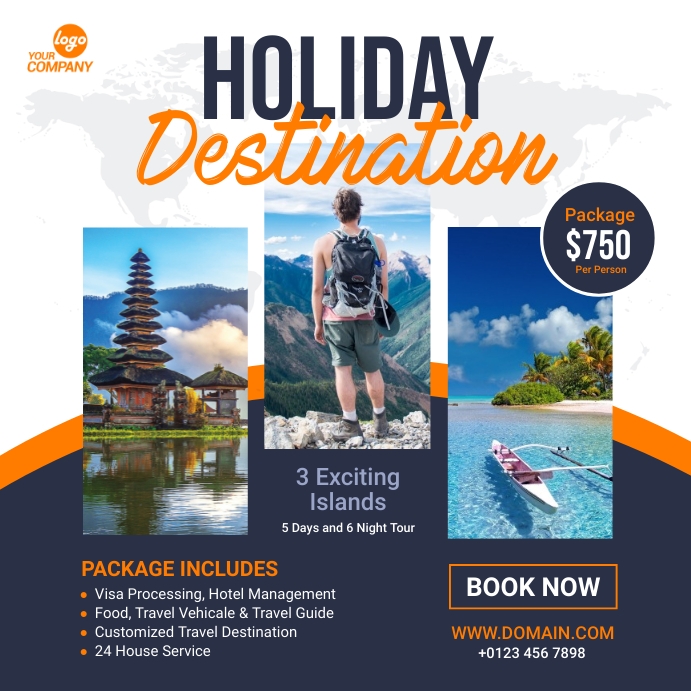 logo
YOUR
COMPANY
HOLIDAY
Destination
Package
$750
Per Person
3 Exciting
Islands
5 Days and 6 Night Tour
PACKAGE INCLUDES
Visa Processing, Hotel Management
Food, Travel Vehicale & Travel Guide
Customized Travel Destination
24 House Service
BOOK NOW
WWW.DOMAIN.COM
+0123 456 7898